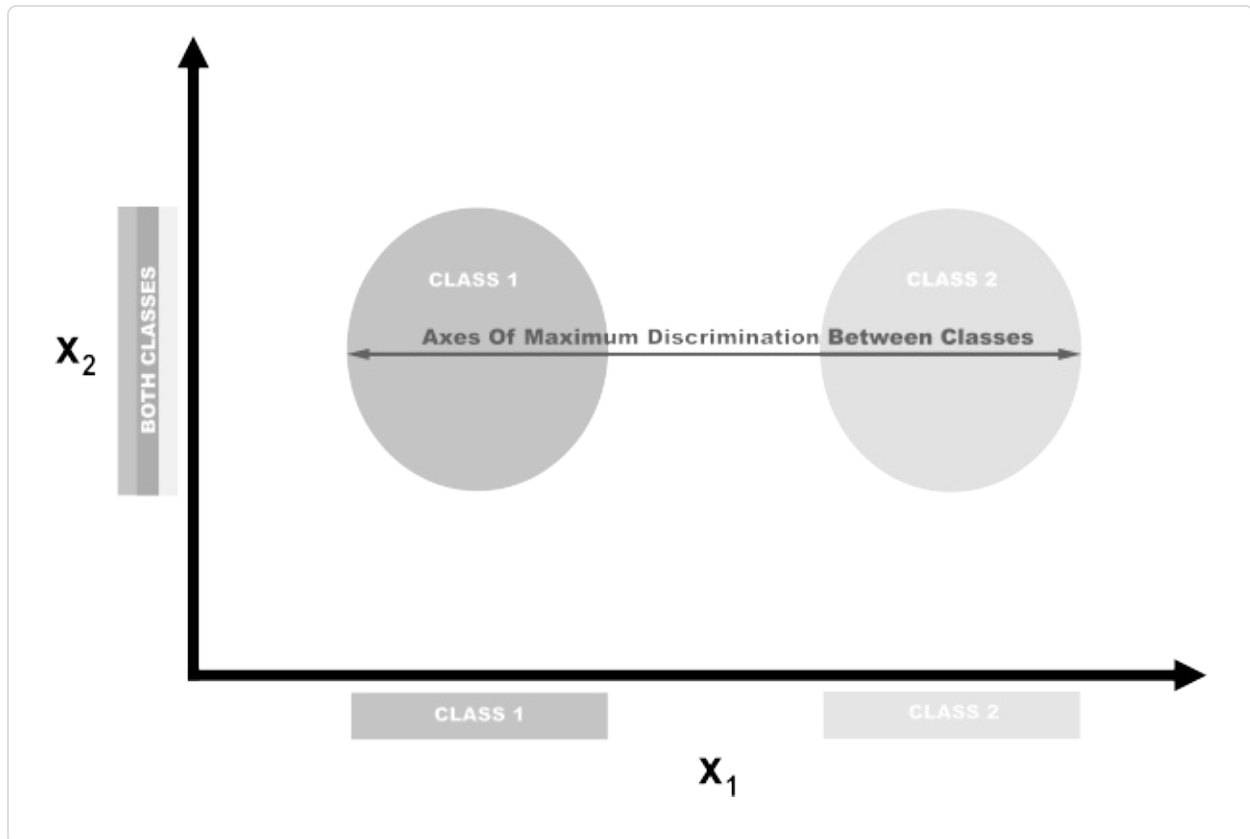 CLASS 1
CLASS 2
Axes Of Maximum Discrimination Between Classes
X₂
BOTH CLASSES
CLASS 1
CLASS 2
X₁